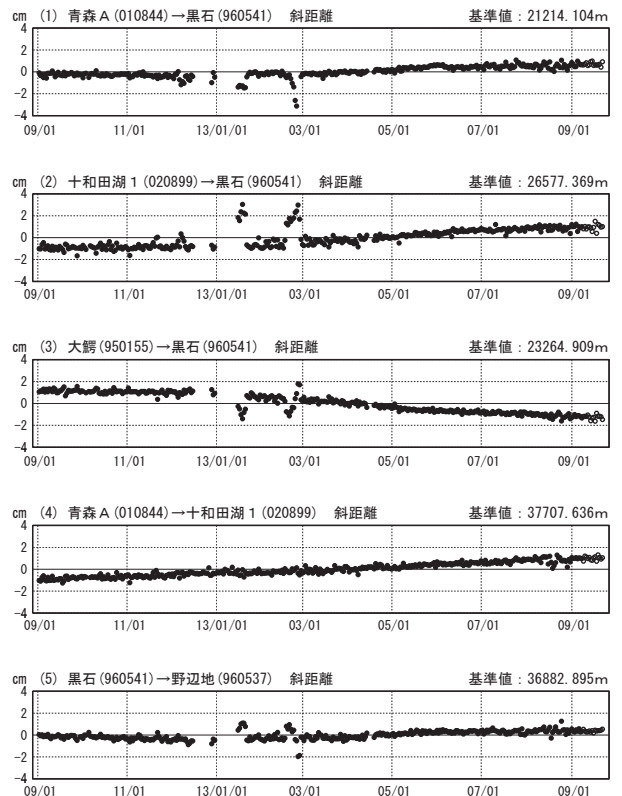 cm (1) 青森A(010844)→黒石(960541) 斜距離 基準値：21214.104m
4
2
0
-2
-4
09/01 11/01 13/01/01 03/01 05/01 07/01 09/01
cm (2) 十和田湖1(020899)→黒石(960541) 斜距離 基準値：26577.369m
4
2
0
-2
-4
09/01 11/01 13/01/01 03/01 05/01 07/01 09/01
cm (3) 大鰐(950155)→黒石(960541) 斜距離 基準値：23264.909m
4
2
0
-2
-4
09/01 11/01 13/01/01 03/01 05/01 07/01 09/01
cm (4) 青森A(010844)→十和田湖1(020899) 斜距離 基準値：37707.636m
4
2
0
-2
-4
09/01 11/01 13/01/01 03/01 05/01 07/01 09/01
cm (5) 黒石(960541)→野辺地(960537) 斜距離 基準値：36882.895m
4
2
0
-2
-4
09/01 11/01 13/01/01 03/01 05/01 07/01 09/01